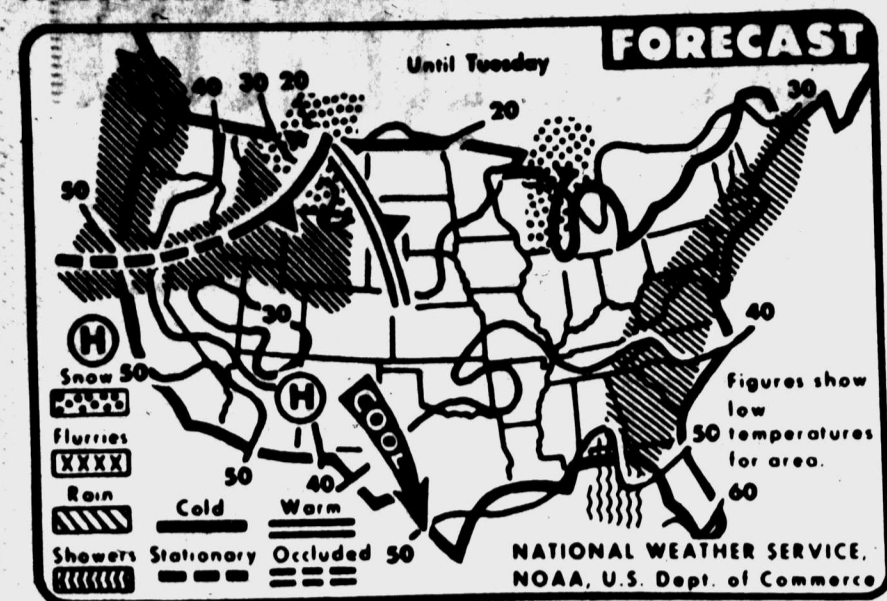 FORECAST
Until Tuesday
40 30 20
20
30
50
30
40
H
H
COOL
Snow 50
Flurries
XXXX
Rain
Showers
Cold
Warm
Stationary
Occluded
50
40
50
50
60
Figures show
low
temperatures
for area.
NATIONAL WEATHER SERVICE,
NOAA, U.S. Dept. of Commerce